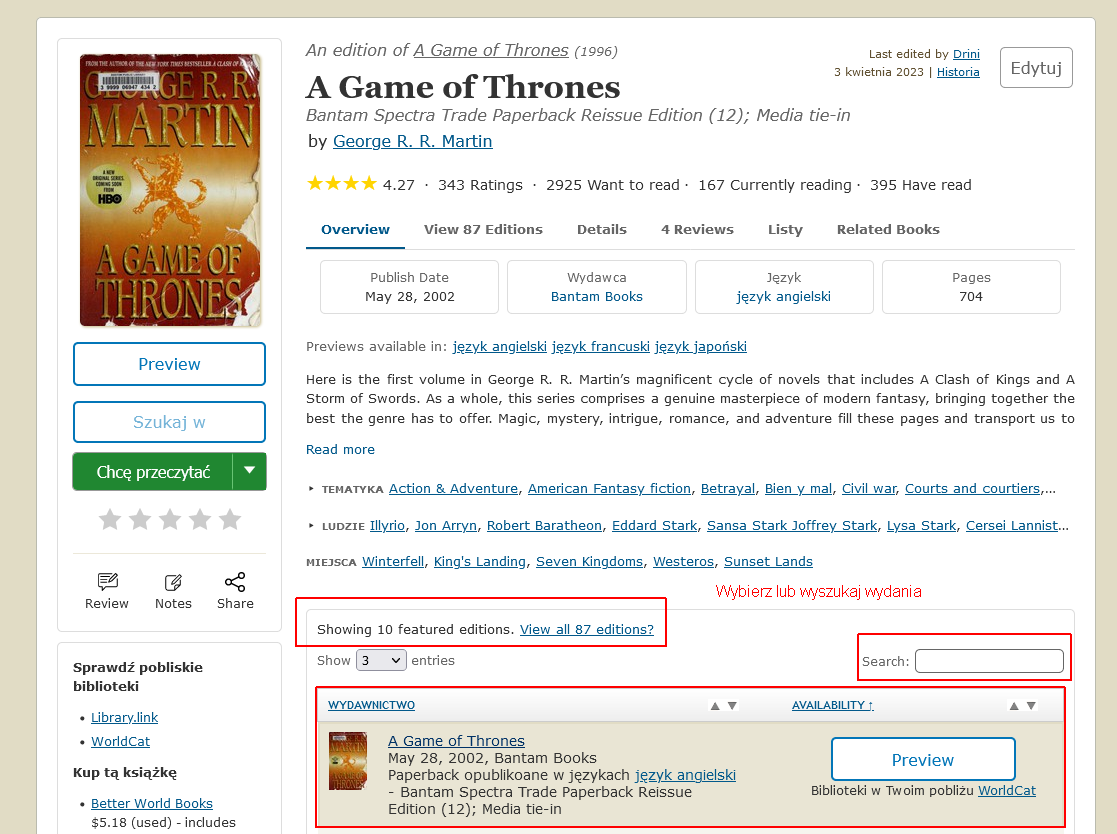 FROM THE AUTHOR OF THE NEW YORK TIMES BESTSELLER A CLASH OF KINGS
3 9999 06947 434 2
GEORGE R. R.
MARTIN
A NEW
ORIGINAL SERIES,
COMING SOON
FROM
HBO
A GAME OF
THRONES
Preview
Szukaj w
Chcę przeczytać
Review
Notes
Share
Sprawdź pobliskie
biblioteki
• Library.link
• WorldCat
Kup tą książkę
• Better World Books
$5.18 (used) - includes
An edition of A Game of Thrones (1996)
A Game of Thrones
Bantam Spectra Trade Paperback Reissue Edition (12); Media tie-in
by George R. R. Martin
Last edited by Drini
3 kwietnia 2023 | Historia
Edytuj
4.27 · 343 Ratings · 2925 Want to read · 167 Currently reading · 395 Have read
Overview View 87 Editions Details 4 Reviews Listy Related Books
Publish Date
May 28, 2002
Wydawca
Bantam Books
Język
język angielski
Pages
704
Previews available in: język angielski język francuski język japoński
Here is the first volume in George R. R. Martin’s magnificent cycle of novels that includes A Clash of Kings and A
Storm of Swords. As a whole, this series comprises a genuine masterpiece of modern fantasy, bringing together the
best the genre has to offer. Magic, mystery, intrigue, romance, and adventure fill these pages and transport us to
Read more
TEMATYKA Action & Adventure, American Fantasy fiction, Betrayal, Bien y mal, Civil war, Courts and courtiers,...
LUDZIE Illyrio, Jon Arryn, Robert Baratheon, Eddard Stark, Sansa Stark Joffrey Stark, Lysa Stark, Cersei Lannist...
MIEJSCA Winterfell, King's Landing, Seven Kingdoms, Westeros, Sunset Lands
Wybierz lub wyszukaj wydania
Showing 10 featured editions. View all 87 editions?
Show 3 entries
Search:
WYDAWNICTWO AVAILABILITY ↑
A Game of Thrones
May 28, 2002, Bantam Books
Paperback opublikoane w językach język angielski
- Bantam Spectra Trade Paperback Reissue
Edition (12); Media tie-in
Preview
Biblioteki w Twoim pobliżu WorldCat